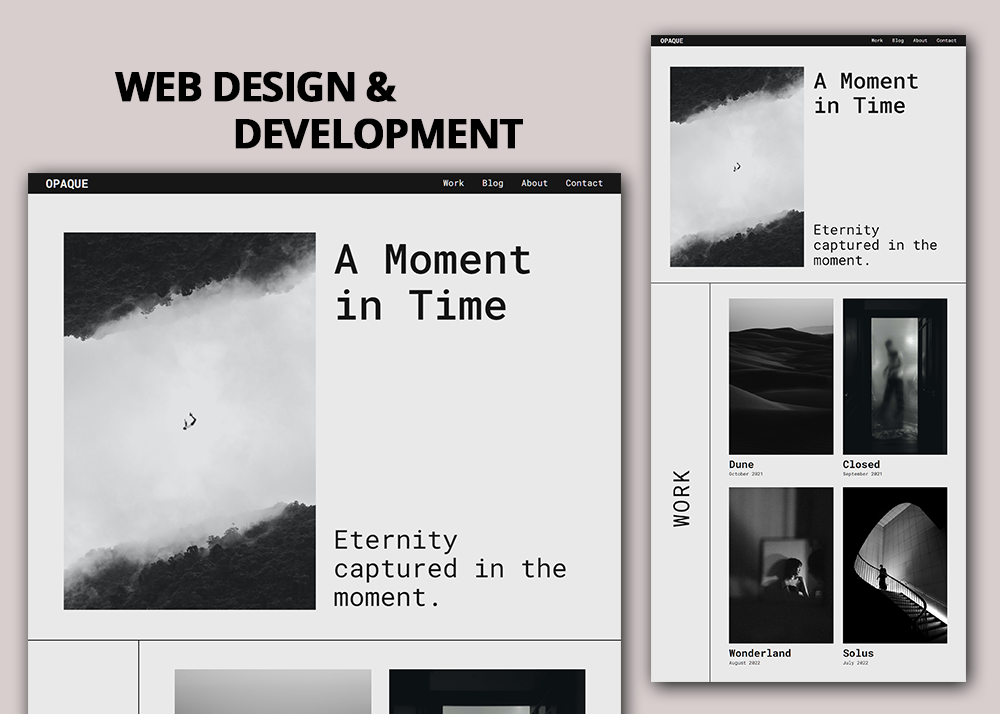 WEB DESIGN &
DEVELOPMENT
OPAQUE Work Blog About Contact
A Moment
in Time
Eternity
captured in the
moment.
OPAQUE Work Blog About Contact
A Moment
in Time
Eternity
captured in the
moment.
WORK
Dune
October 2021
Closed
September 2021
Wonderland
August 2022
Solus
July 2022